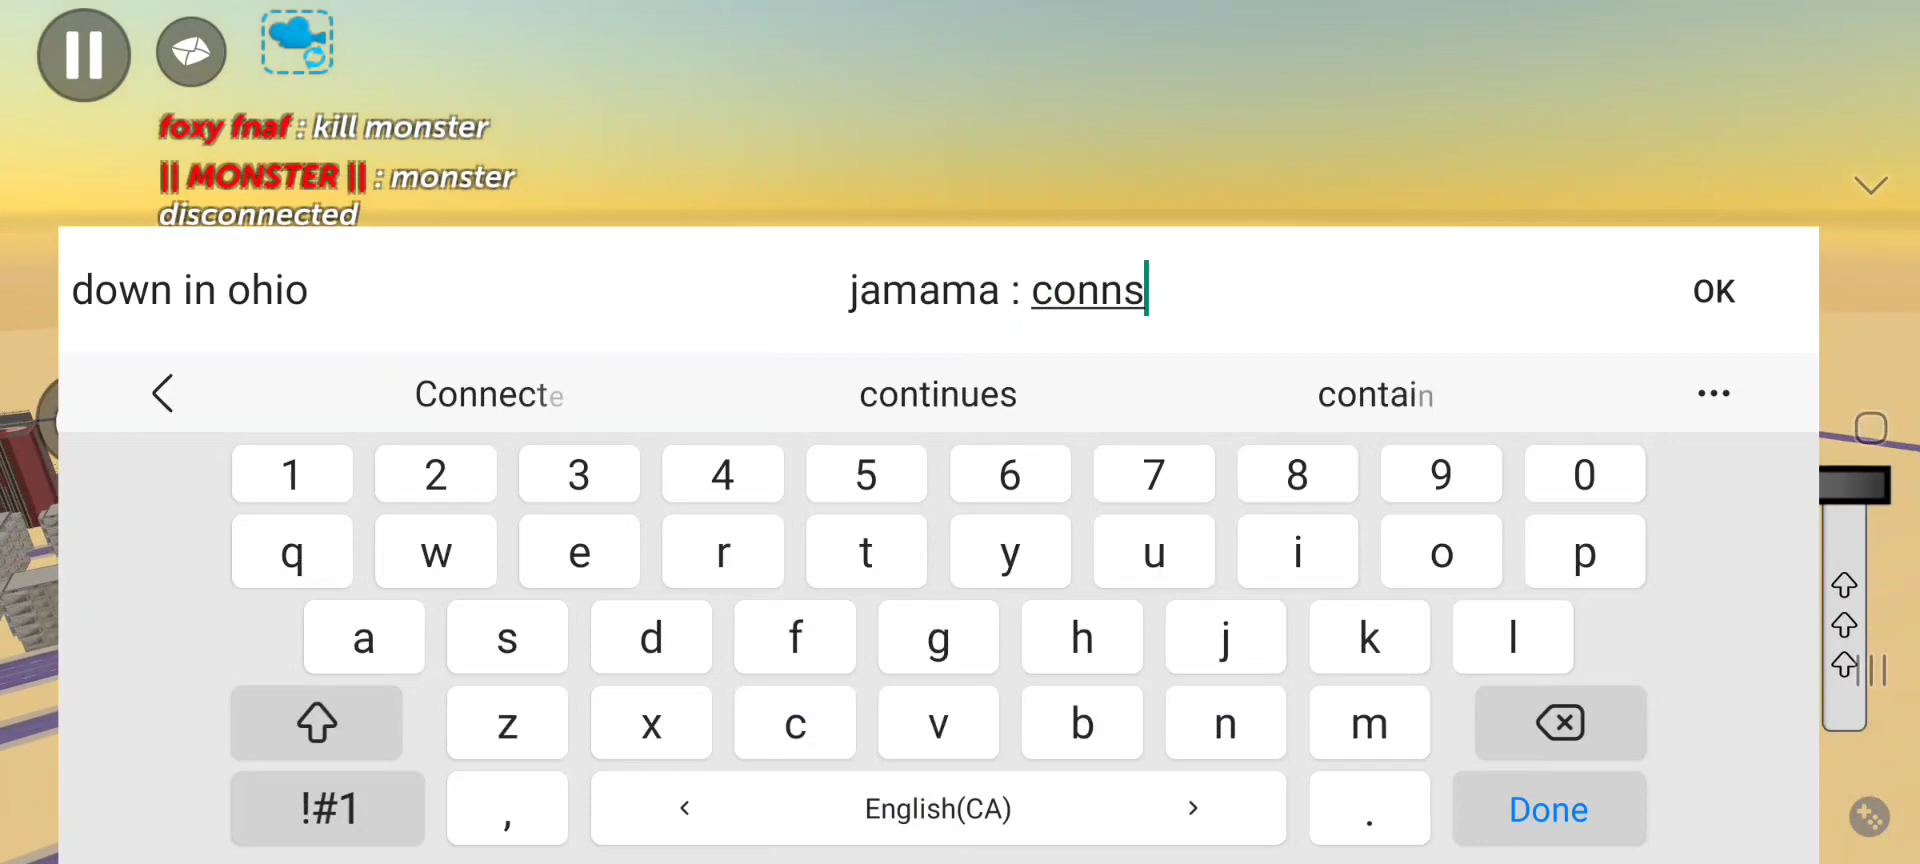 foxy fnaf : kill monster
|| MONSTER || : monster
disconnected
down in ohio jamama : conns OK
Connecte continues contain ...
1 2 3 4 5 6 7 8 9 0
q w e r t y u i o p
a s d f g h j k l
z x c v b n m
!#1 , < English(CA) > . Done